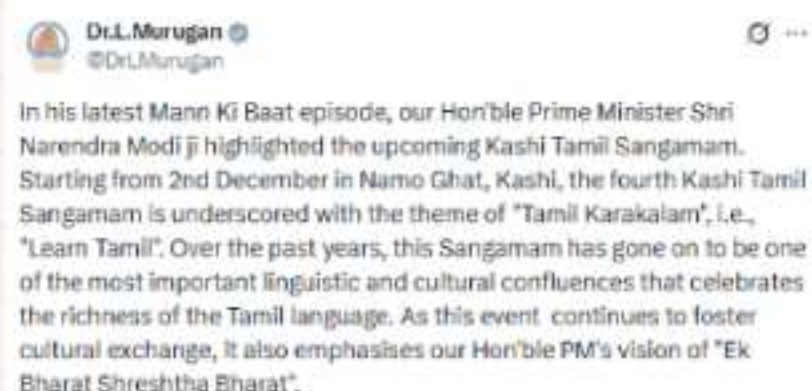 Dr.L.Murugan
@DrLMurugan
In his latest Mann Ki Baat episode, our Hon'ble Prime Minister Shri
Narendra Modi ji highlighted the upcoming Kashi Tamil Sangamam.
Starting from 2nd December in Namo Ghat, Kashi, the fourth Kashi Tamil
Sangamam is underscored with the theme of "Tamil Karakalam", i.e.,
"Learn Tamil". Over the past years, this Sangamam has gone on to be one
of the most important linguistic and cultural confluences that celebrates
the richness of the Tamil language. As this event continues to foster
cultural exchange, it also emphasises our Hon'ble PM's vision of "Ek
Bharat Shreshtha Bharat".